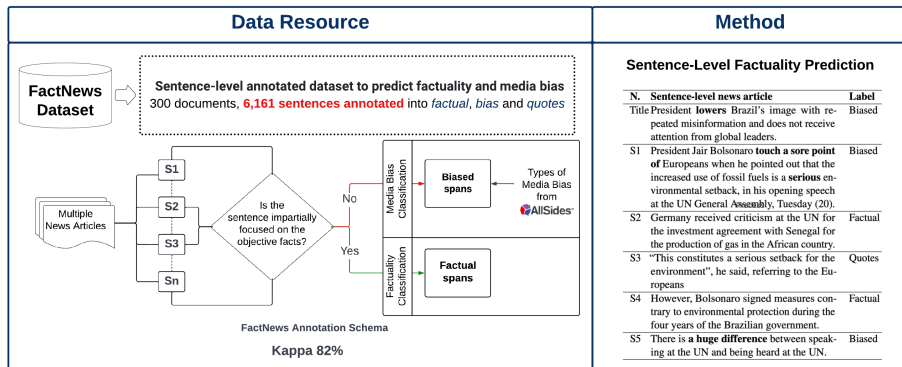 Data Resource
FactNews
Dataset
Sentence-level annotated dataset to predict factuality and media bias
300 documents, 6,161 sentences annotated into factual, bias and quotes
Multiple
News Articles
S1
S2
S3
Sn
Is the
sentence impartially
focused on the
objective facts?
No
Yes
Media Bias
Classification
Biased
spans
Types of
Media Bias
from
AllSides™
Factuality
Classification
Factual
spans
FactNews Annotation Schema
Kappa 82%
Method
Sentence-Level Factuality Prediction
N. Sentence-level news article Label
Title President lowers Brazil's image with re- Biased
peated misinformation and does not receive
attention from global leaders.
S1 President Jair Bolsonaro touch a sore point Biased
of Europeans when he pointed out that the
increased use of fossil fuels is a serious en-
vironmental setback, in his opening speech
at the UN General Assembly, Tuesday (20).
S2 Germany received criticism at the UN for Factual
the investment agreement with Senegal for
the production of gas in the African country.
S3 “This constitutes a serious setback for the Quotes
environment”, he said, referring to the Eu-
ropeans
S4 However, Bolsonaro signed measures con- Factual
trary to environmental protection during the
four years of the Brazilian government.
S5 There is a huge difference between speak- Biased
ing at the UN and being heard at the UN.